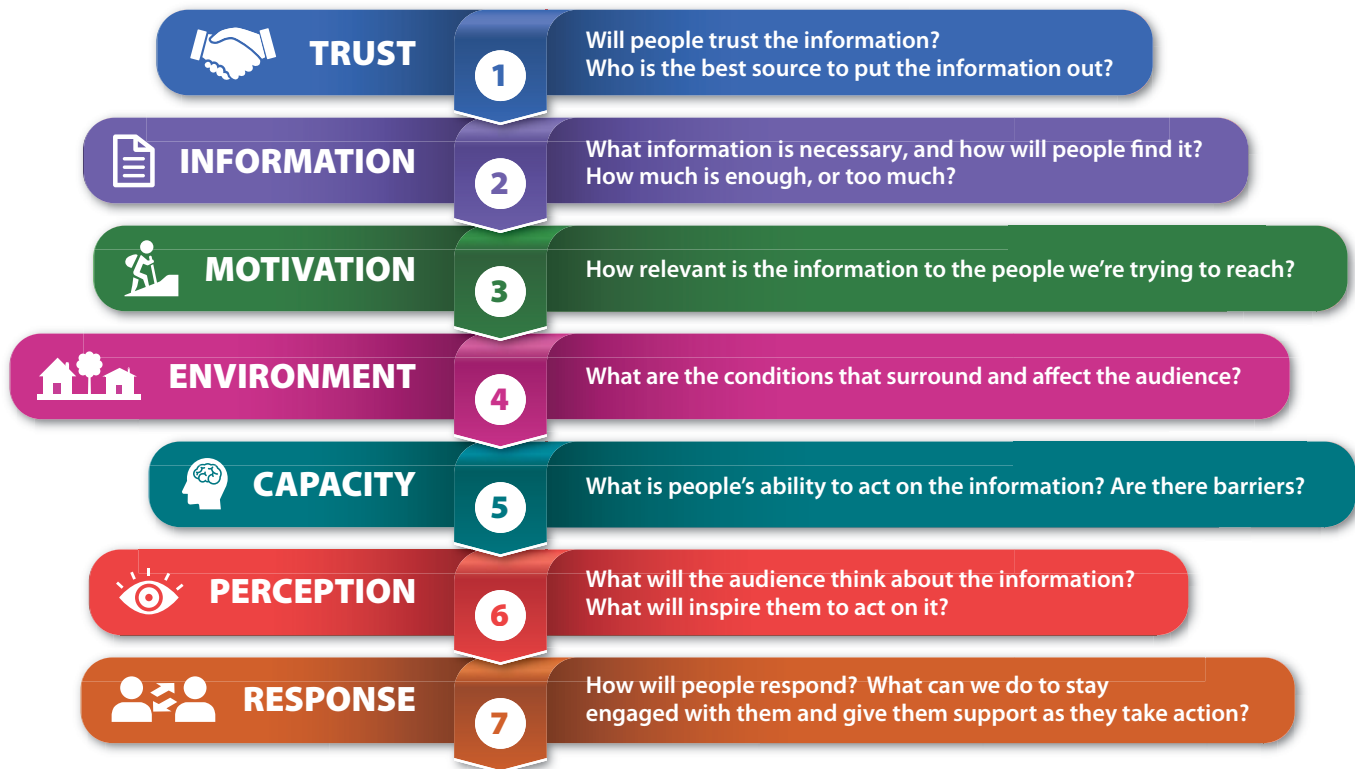 TRUST
1
Will people trust the information?
Who is the best source to put the information out?
INFORMATION
2
What information is necessary, and how will people find it?
How much is enough, or too much?
MOTIVATION
3
How relevant is the information to the people we’re trying to reach?
ENVIRONMENT
4
What are the conditions that surround and affect the audience?
CAPACITY
5
What is people’s ability to act on the information? Are there barriers?
PERCEPTION
6
What will the audience think about the information?
What will inspire them to act on it?
RESPONSE
7
How will people respond?  What can we do to stay
engaged with them and give them support as they take action?